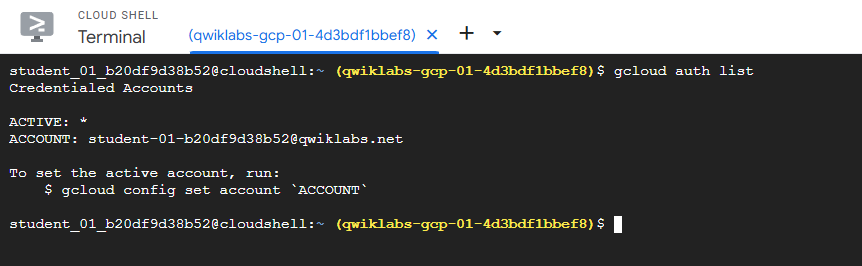 CLOUD SHELL
Terminal
(qwiklabs-gcp-01-4d3bdf1bbef8)
student_01_b20df9d38b52@cloudshell:~ (qwiklabs-gcp-01-4d3bdf1bbef8)$ gcloud auth list
Credentialed Accounts
ACTIVE: *
ACCOUNT: student-01-b20df9d38b52@qwiklabs.net
To set the active account, run:
$ gcloud config set account `ACCOUNT`
student_01_b20df9d38b52@cloudshell:~ (qwiklabs-gcp-01-4d3bdf1bbef8)$